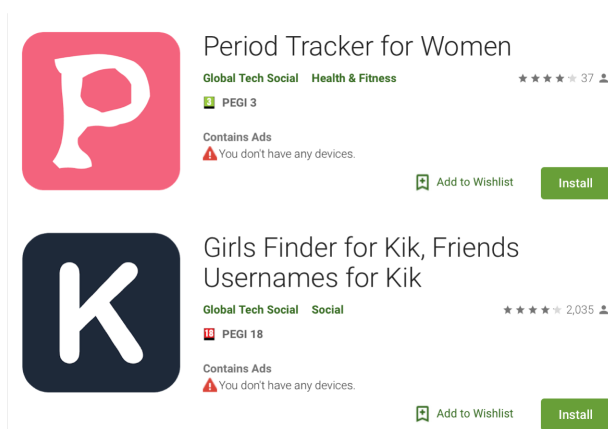 P
Period Tracker for Women
Global Tech Social Health & Fitness 37
3 PEGI 3
Contains Ads
You don't have any devices.
Add to Wishlist Install
K
Girls Finder for Kik, Friends
Usernames for Kik
Global Tech Social Social 2,035
18 PEGI 18
Contains Ads
You don't have any devices.
Add to Wishlist Install